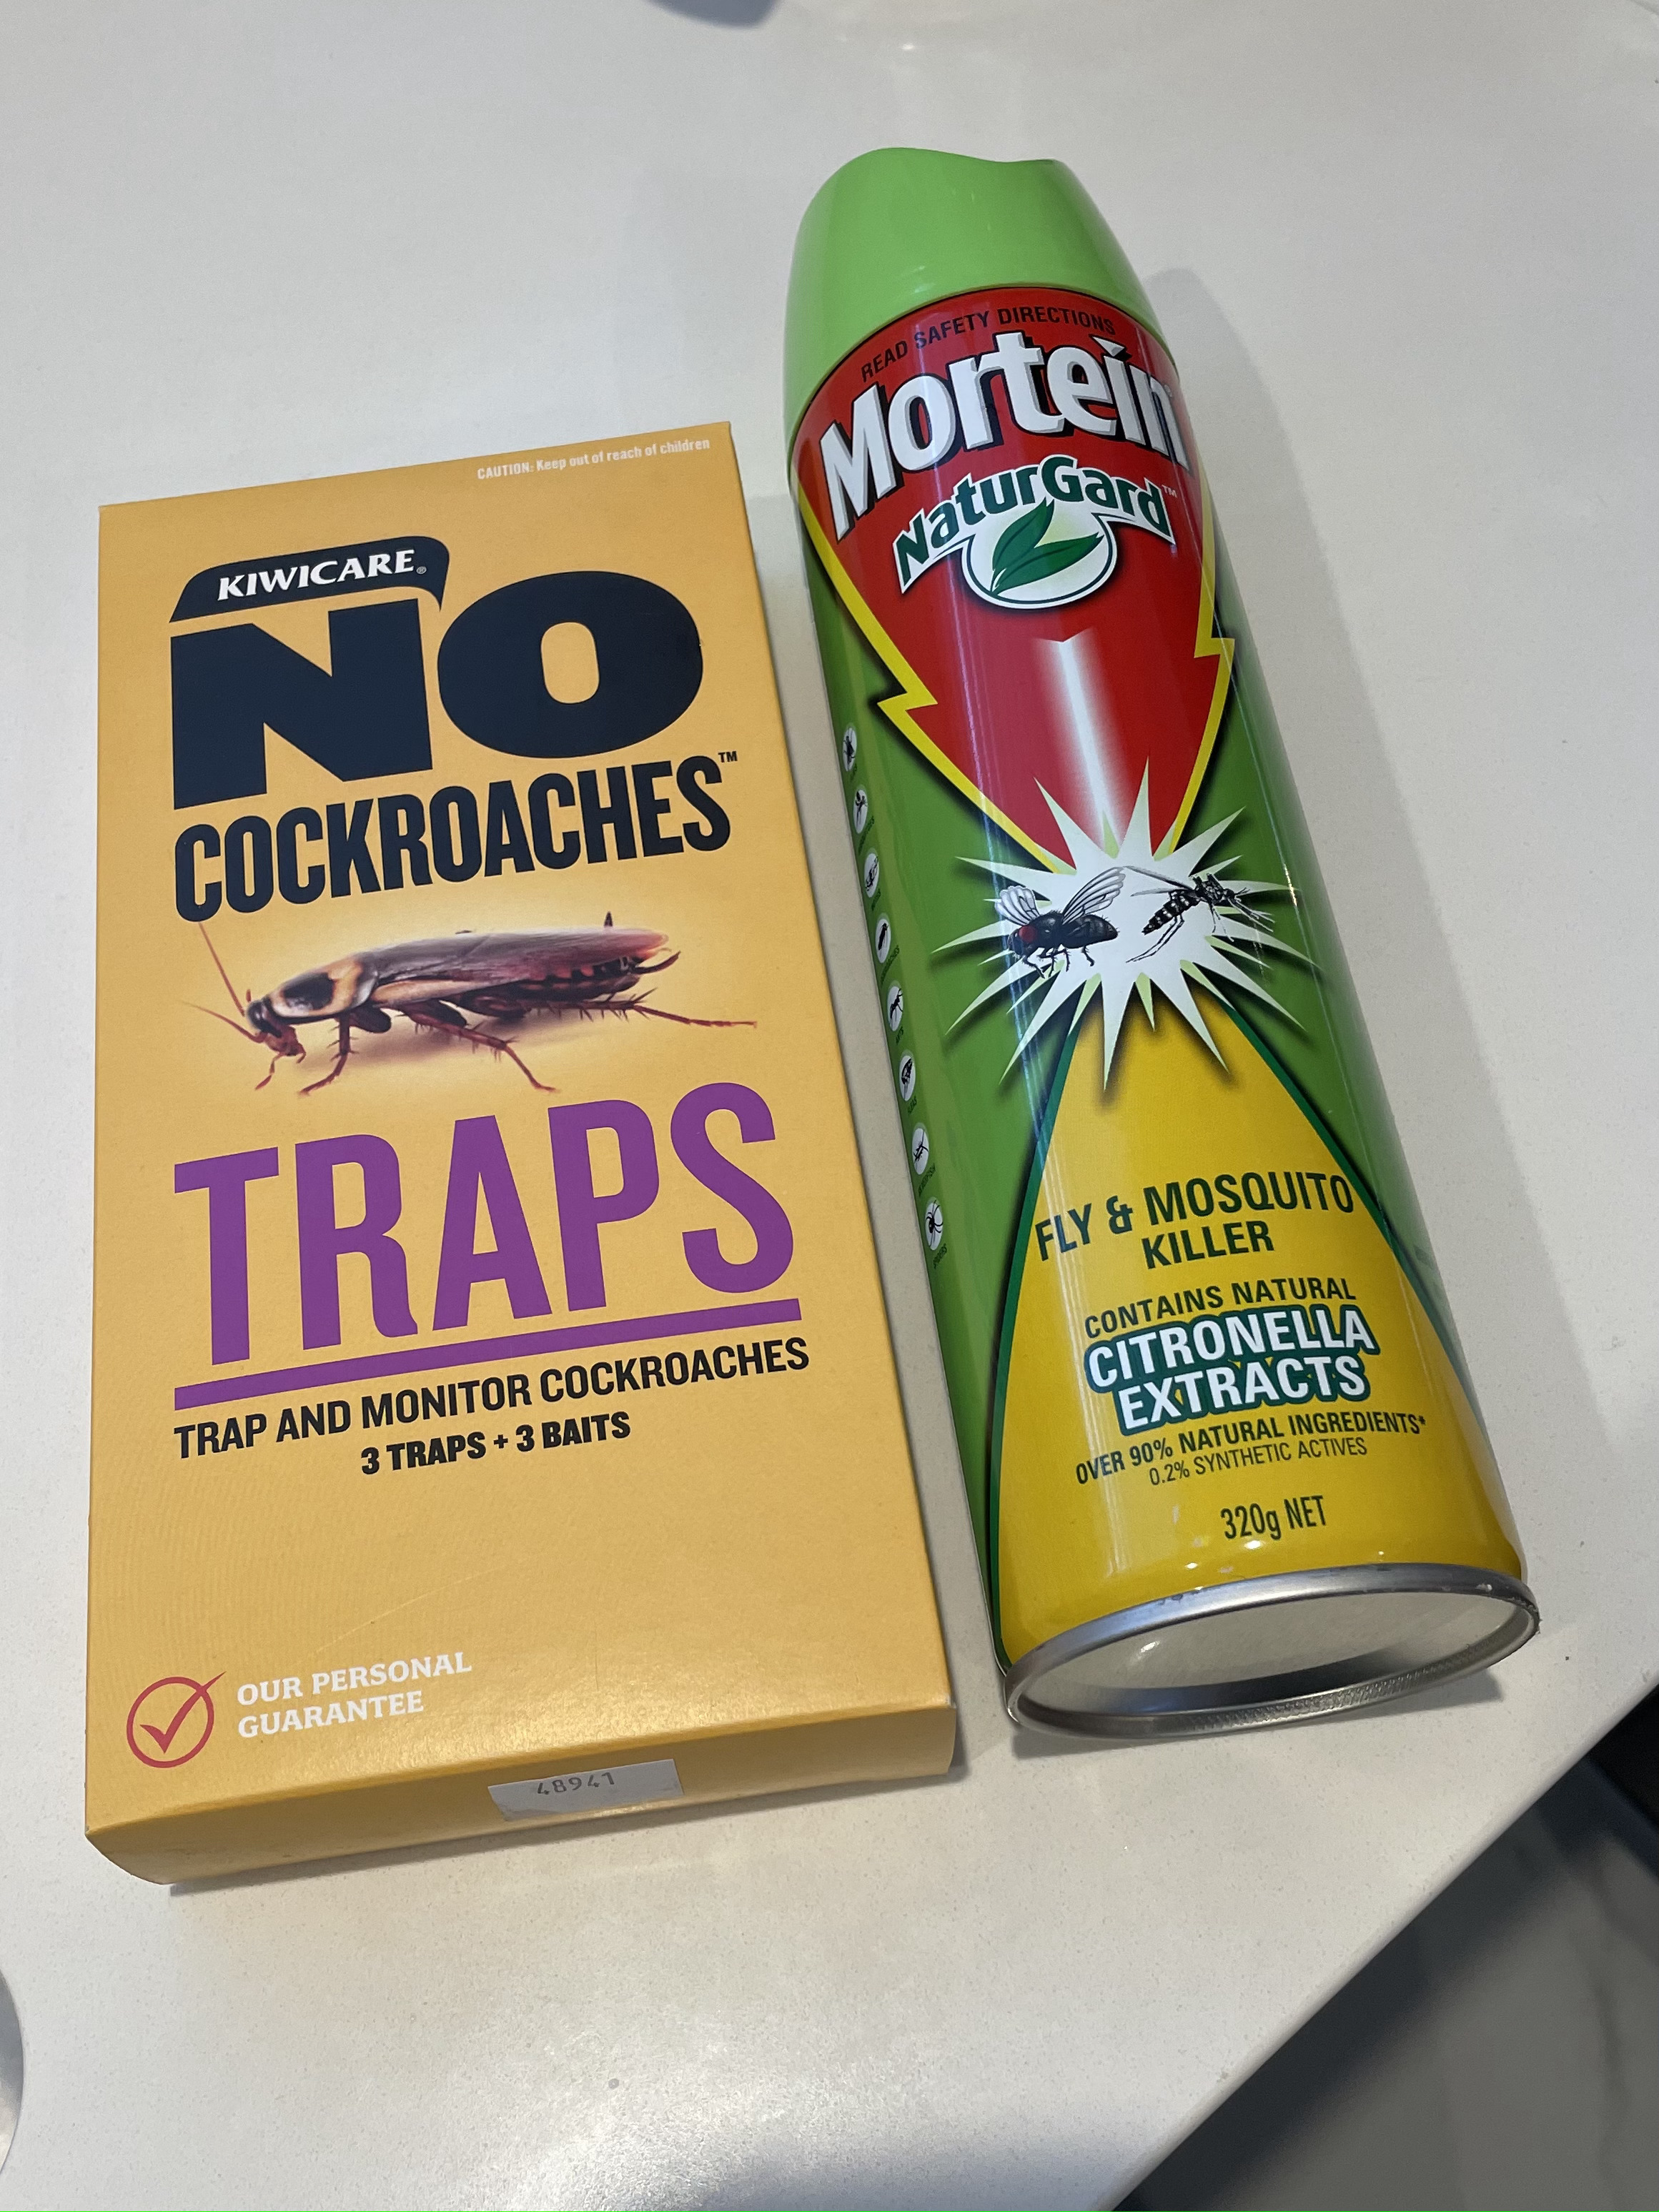 CAUTION: Keep out of reach of children
KIWICARE®
NO
COCKROACHES™
TRAPS
TRAP AND MONITOR COCKROACHES
3 TRAPS + 3 BAITS
OUR PERSONAL
GUARANTEE
48941
READ SAFETY DIRECTIONS
Mortein
NaturGard™
FLY & MOSQUITO
KILLER
CONTAINS NATURAL
CITRONELLA
EXTRACTS
OVER 90% NATURAL INGREDIENTS*
0.2% SYNTHETIC ACTIVES
320g NET